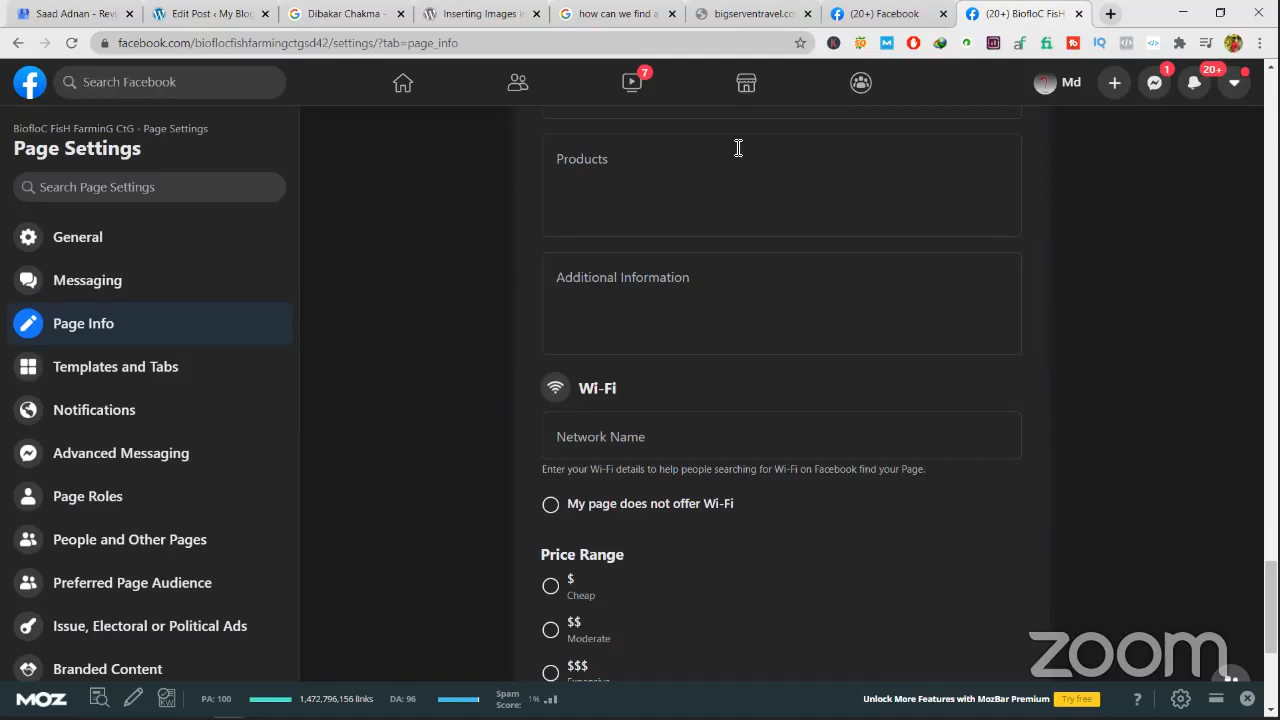 Saad Adnan - Revi
Edit Post ‹ My Blog
Dibakar Chakma -
Inserting Images in
how can we find a
bigserventravel.co
(20+) Facebook
(20+) BiofloC FisH
facebook.com/bioflocfishfarmingctgsd42/settings/?tab=page_info
Search Facebook
7
Md
1
20+
BiofloC FisH FarminG CtG › Page Settings
Page Settings
Search Page Settings
General
Messaging
Page Info
Templates and Tabs
Notifications
Advanced Messaging
Page Roles
People and Other Pages
Preferred Page Audience
Issue, Electoral or Political Ads
Branded Content
Products
Additional Information
Wi-Fi
Network Name
Enter your Wi-Fi details to help people searching for Wi-Fi on Facebook find your Page.
My page does not offer Wi-Fi
Price Range
$
Cheap
$$
Moderate
$$$
Expensive
zoom
MOZ
PA: 100
1,472,796,156 links
DA: 96
Spam Score: 1%
Unlock More Features with MozBar Premium
Try free